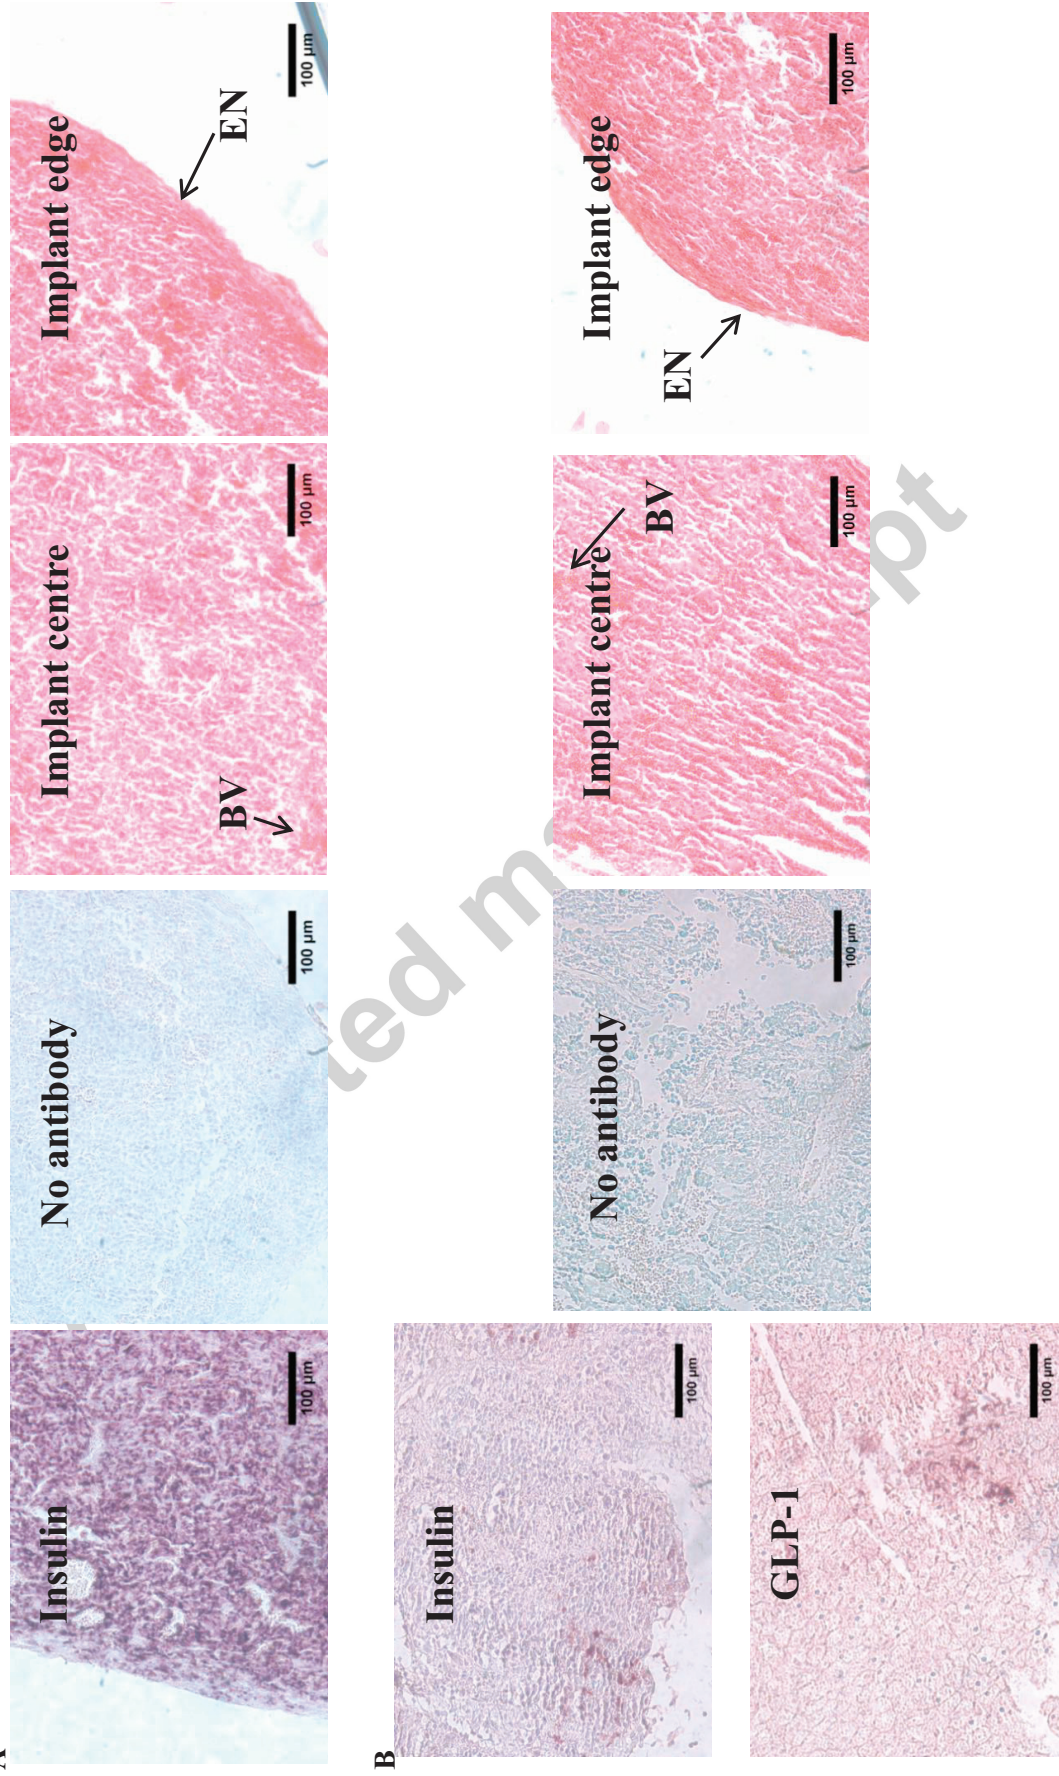 A
Insulin
100 µm
No antibody
100 µm
Implant centre
BV
100 µm
Implant edge
EN
100 µm
B
Insulin
100 µm
GLP-1
100 µm
No antibody
100 µm
Implant centre
BV
100 µm
Implant edge
EN
100 µm